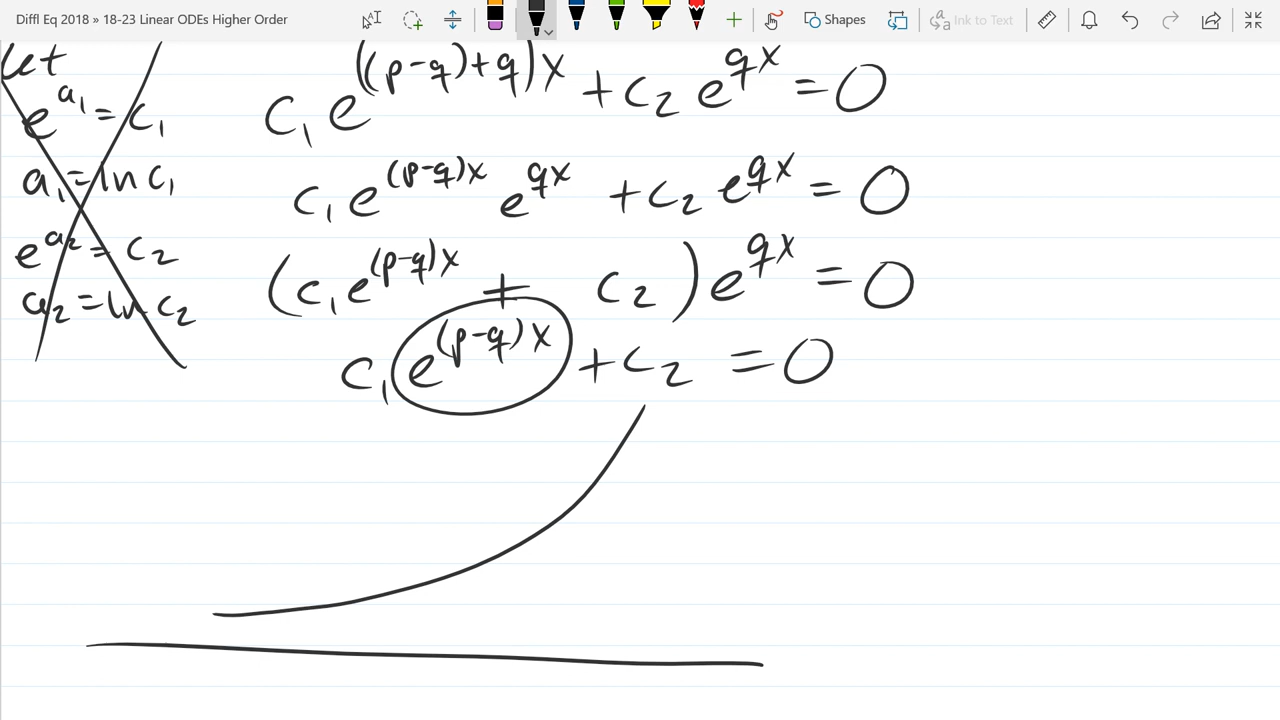 Diffl Eq 2018 » 18-23 Linear ODEs Higher Order
Shapes
Ink to Text
Let
e^{a_1} = c_1
a_1 = ln c_1
e^{a_2} = c_2
a_2 = ln c_2
c_1 e^{((p-q)+q)x} + c_2 e^{qx} = 0
c_1 e^{(p-q)x} e^{qx} + c_2 e^{qx} = 0
(c_1 e^{(p-q)x} + c_2) e^{qx} = 0
c_1 e^{(p-q)x} + c_2 = 0